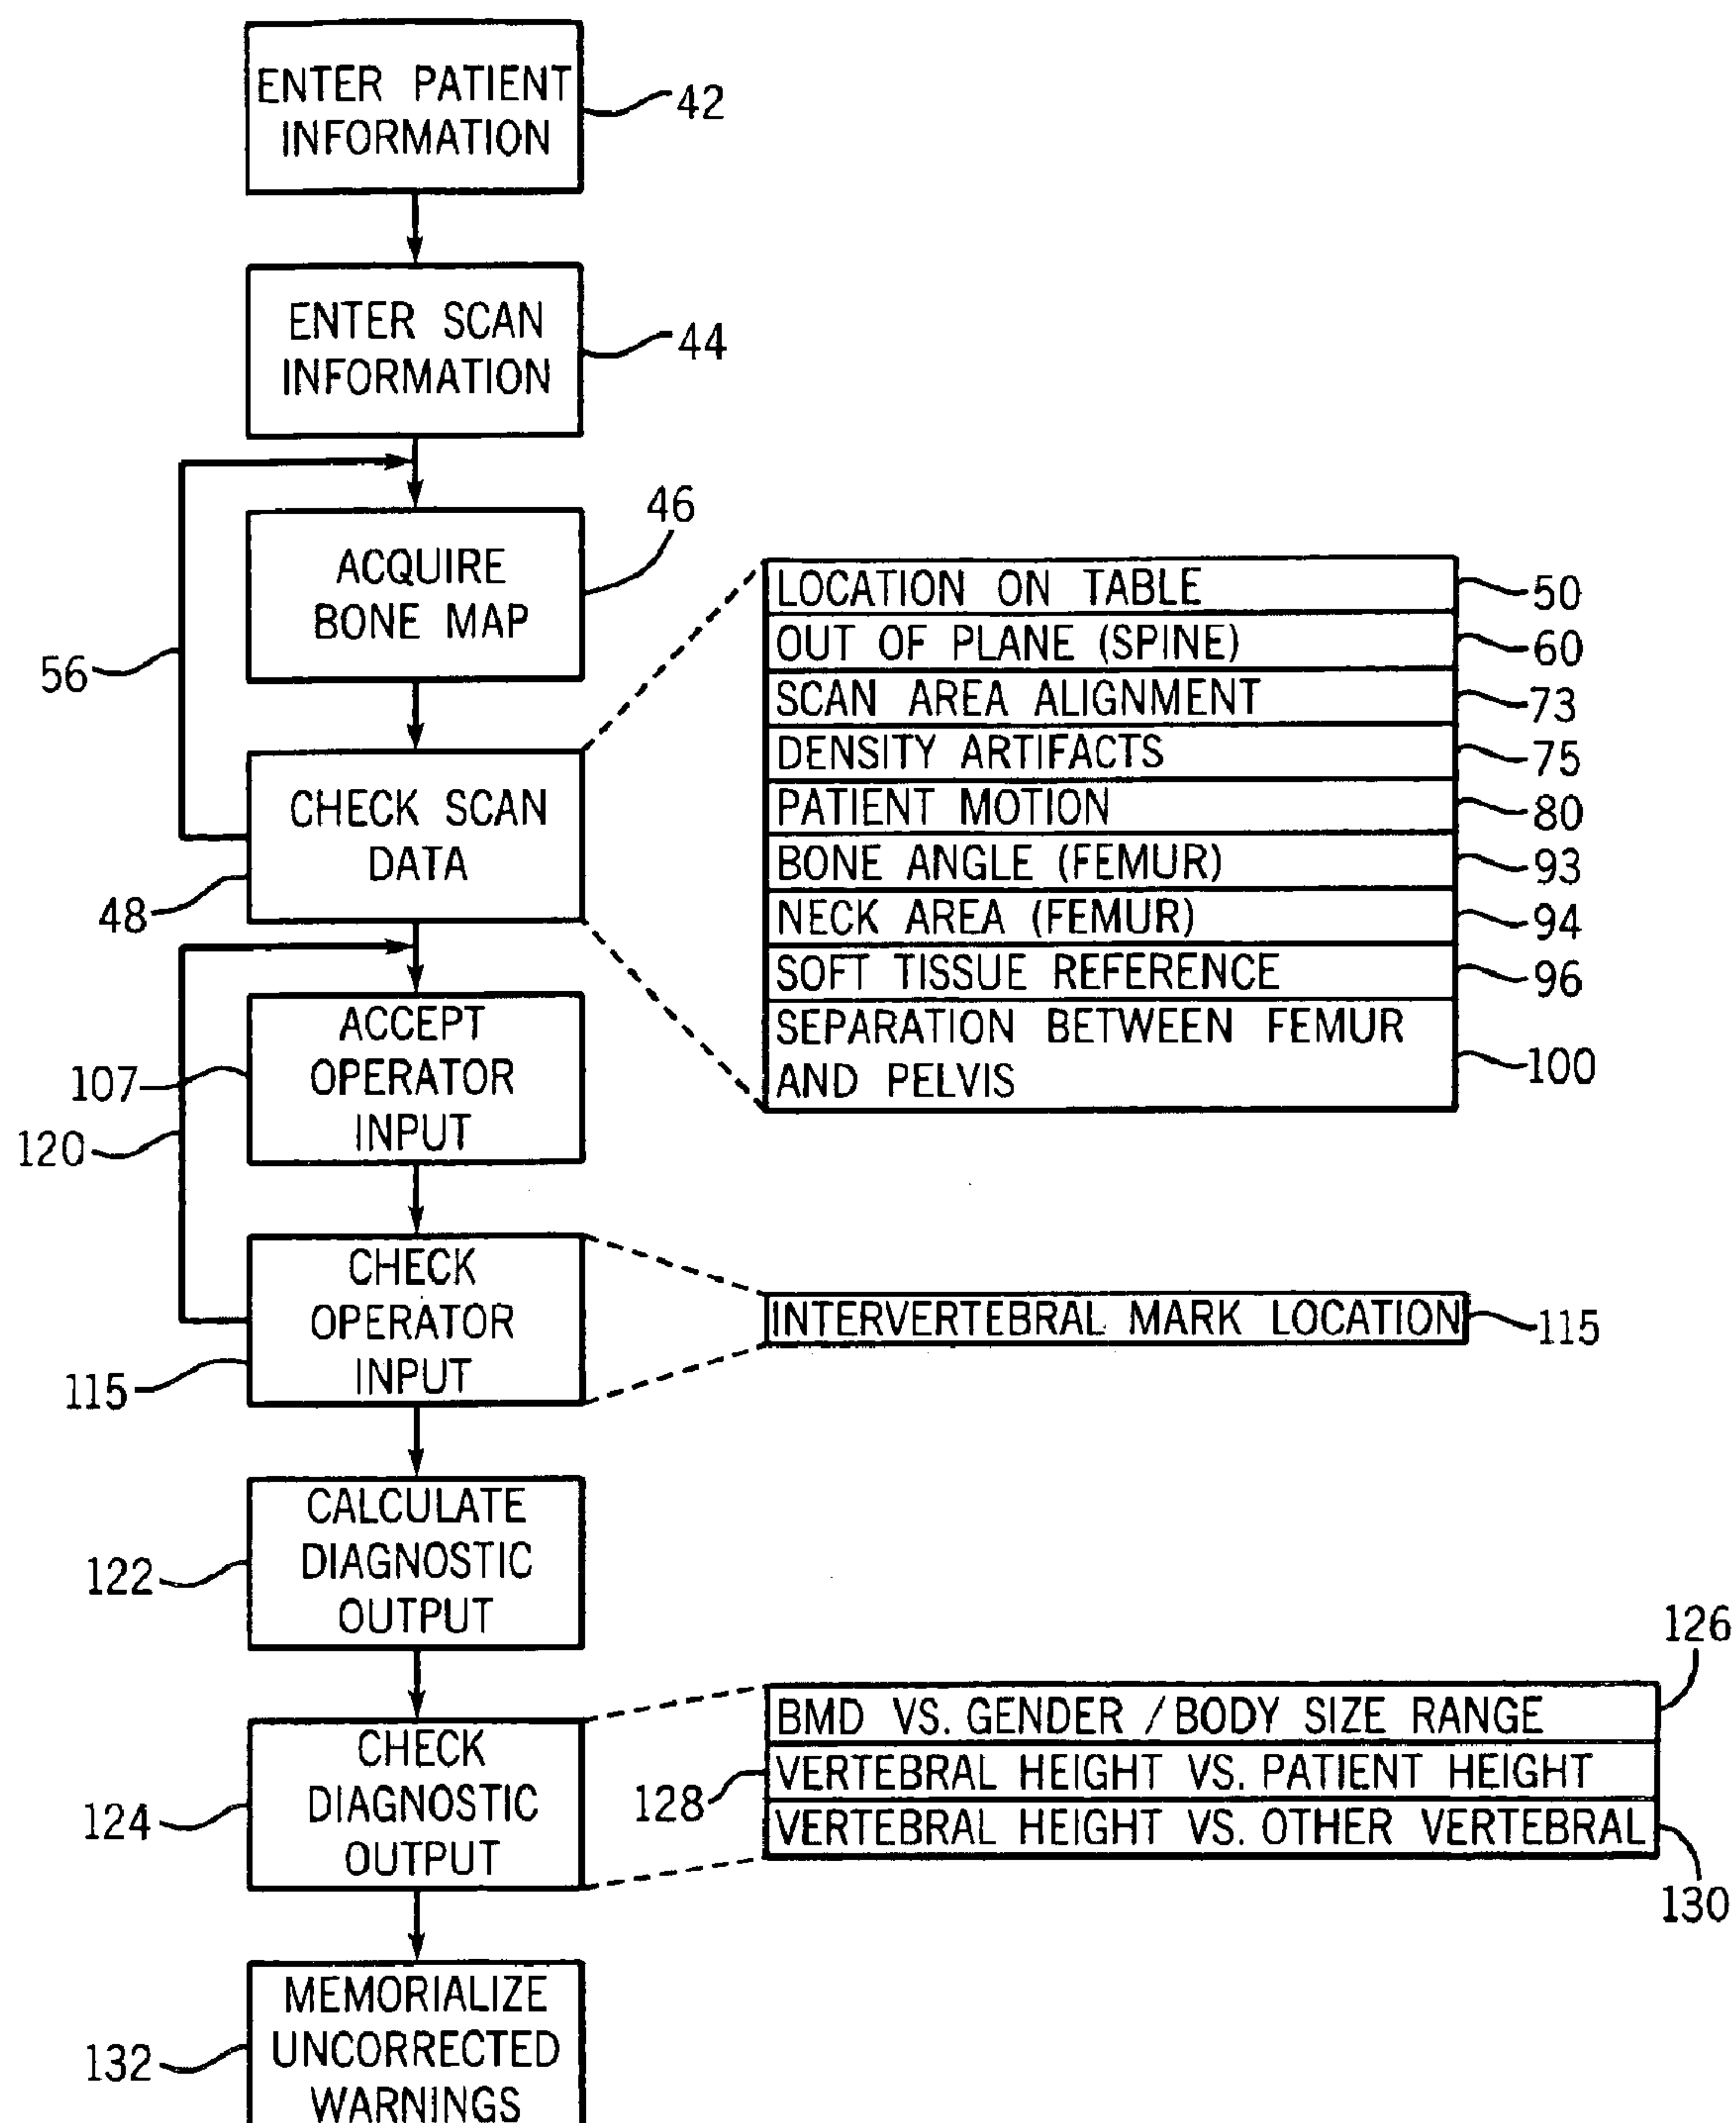 ENTER PATIENT
INFORMATION
42
ENTER SCAN
INFORMATION
44
ACQUIRE
BONE MAP
46
56
CHECK SCAN
DATA
48
LOCATION ON TABLE
50
OUT OF PLANE (SPINE)
60
SCAN AREA ALIGNMENT
73
DENSITY ARTIFACTS
75
PATIENT MOTION
80
BONE ANGLE (FEMUR)
93
NECK AREA (FEMUR)
94
SOFT TISSUE REFERENCE
96
SEPARATION BETWEEN FEMUR
AND PELVIS
100
ACCEPT
OPERATOR
INPUT
107
120
CHECK
OPERATOR
INPUT
115
INTERVERTEBRAL MARK LOCATION
115
CALCULATE
DIAGNOSTIC
OUTPUT
122
CHECK
DIAGNOSTIC
OUTPUT
124
126
BMD VS. GENDER / BODY SIZE RANGE
128
VERTEBRAL HEIGHT VS. PATIENT HEIGHT
VERTEBRAL HEIGHT VS. OTHER VERTEBRAL
130
MEMORIALIZE
UNCORRECTED
WARNINGS
132